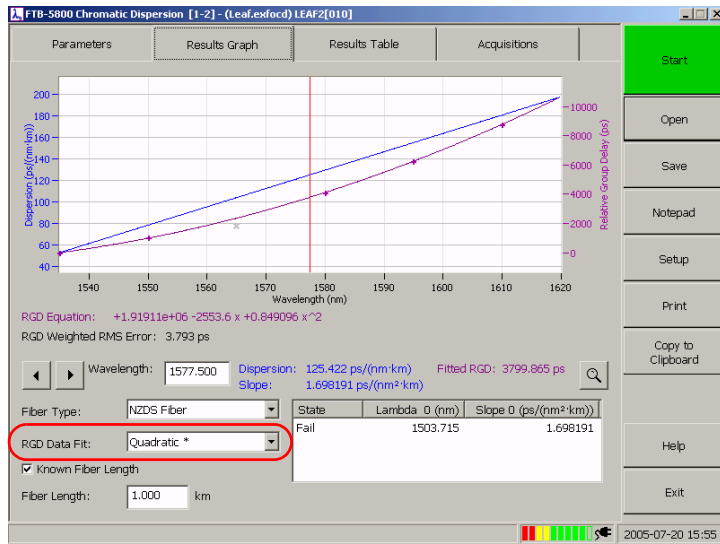 FTB-5800 Chromatic Dispersion [1-2] - (Leaf.exfocd) LEAF2[010]
Parameters
Results Graph
Results Table
Acquisitions
Dispersion (ps/(nm·km))
200
180
160
140
120
100
80
60
40
10000
8000
6000
4000
2000
0
Relative Group Delay (ps)
1540 1550 1560 1570 1580 1590 1600 1610 1620
Wavelength (nm)
RGD Equation: +1.91911e+06 -2553.6 x +0.849096 x^2
RGD Weighted RMS Error: 3.793 ps
Wavelength: 1577.500 Dispersion: 125.422 ps/(nm·km) Fitted RGD: 3799.865 ps
Slope: 1.698191 ps/(nm²·km)
Fiber Type: NZDS Fiber
RGD Data Fit: Quadratic *
Known Fiber Length
Fiber Length: 1.000 km
State Lambda 0 (nm) Slope 0 (ps/(nm²·km))
Fail 1503.715 1.698191
Start
Open
Save
Notepad
Setup
Print
Copy to
Clipboard
Help
Exit
2005-07-20 15:55